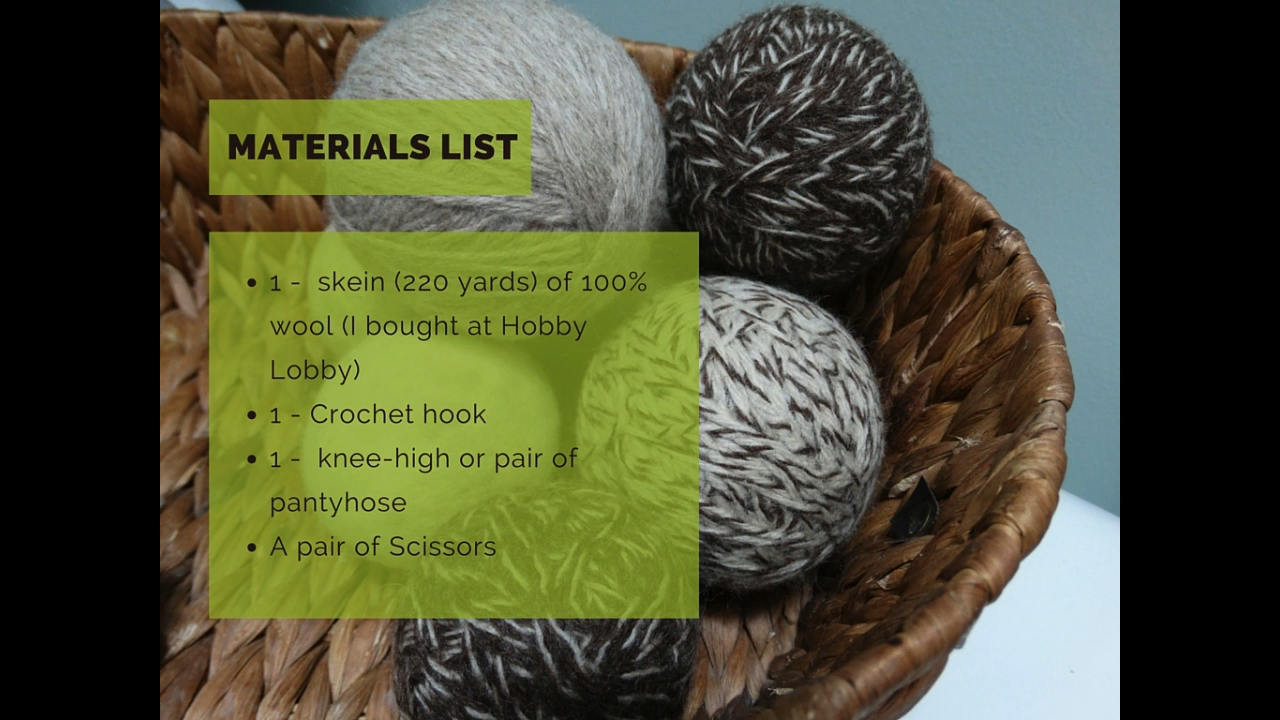 MATERIALS LIST
• 1 -  skein (220 yards) of 100%
wool (I bought at Hobby
Lobby)
• 1 - Crochet hook
• 1 -  knee-high or pair of
pantyhose
• A pair of Scissors